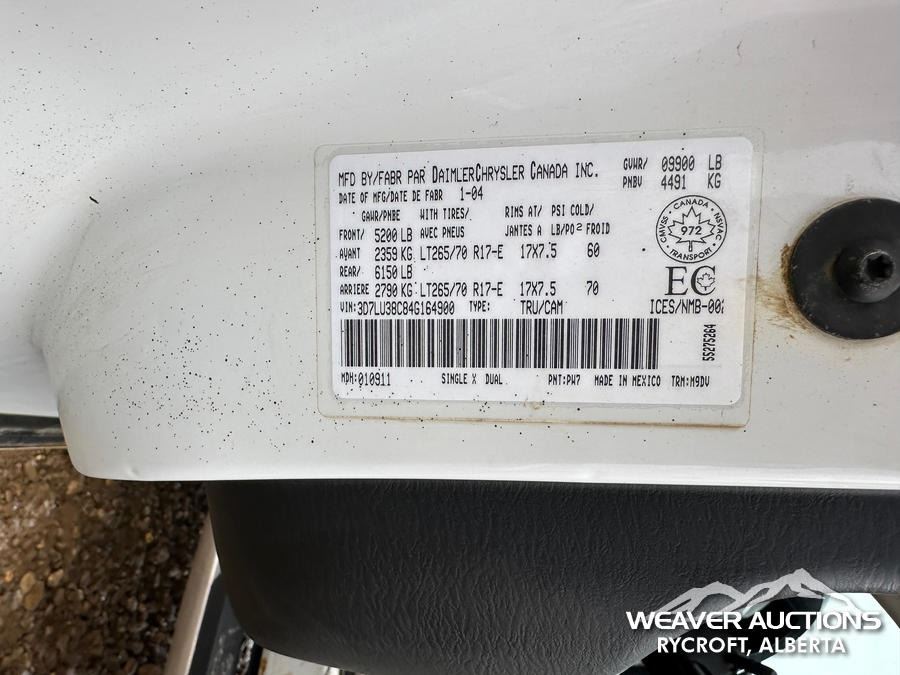 MFD BY/FABR PAR DAIMLERCHRYSLER CANADA INC. GVWR/ 09900 LB
DATE OF MFG/DATE DE FABR 1-04 PNBV 4491 KG
GAWR/PNBE WITH TIRES/ RIMS AT/ PSI COLD/
FRONT/ 5200 LB AVEC PNEUS JANTES A LB/PO² FROID
AVANT 2359 KG LT265/70 R17-E 17X7.5 60
REAR/ 6150 LB
ARRIERE 2790 KG LT265/70 R17-E 17X7.5 70
VIN: 3D7LU38C84G164900 TYPE: TRU/CAM
CANADA
CMVSS NSVAC
972
TRANSPORT
EC
ICES/NMB-002
55275264
MDH:010911 SINGLE X DUAL PNT:PW7 MADE IN MEXICO TRM:M9DV
WEAVER AUCTIONS
RYCROFT, ALBERTA